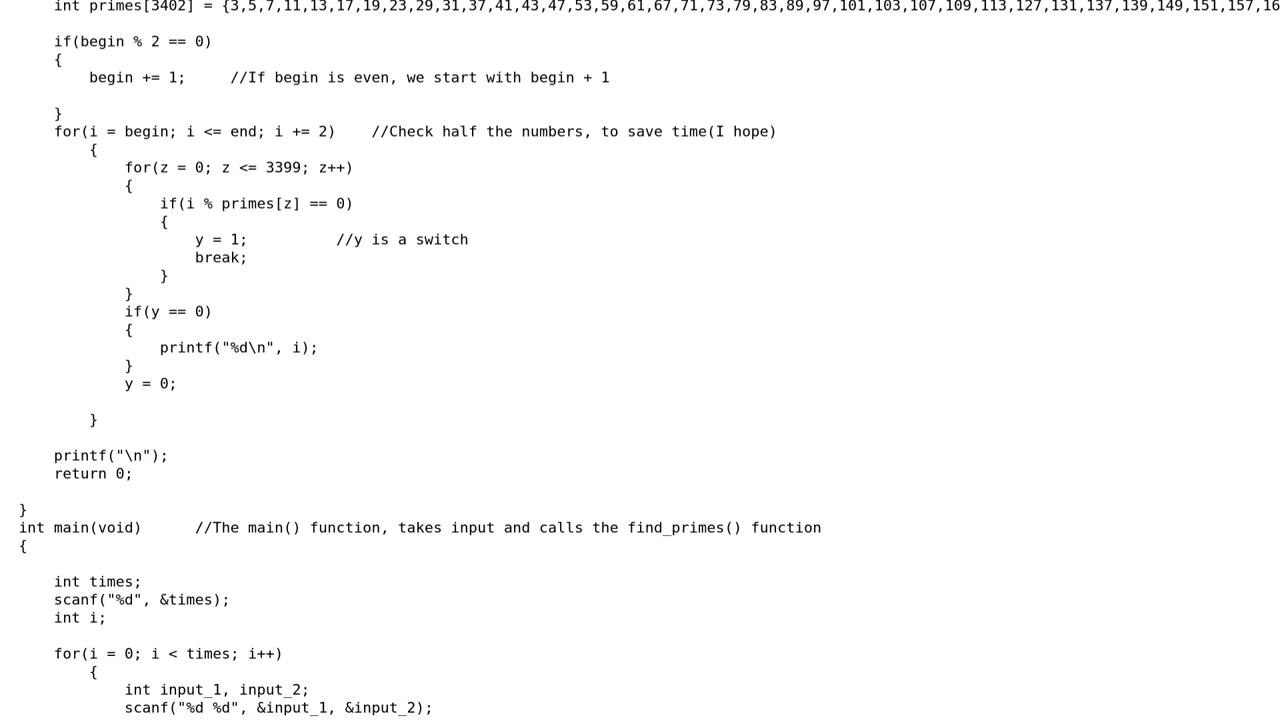 int primes[3402] = {3,5,7,11,13,17,19,23,29,31,37,41,43,47,53,59,61,67,71,73,79,83,89,97,101,103,107,109,113,127,131,137,139,149,151,157,16
if(begin % 2 == 0)
{
begin += 1;     //If begin is even, we start with begin + 1
}
for(i = begin; i <= end; i += 2)    //Check half the numbers, to save time(I hope)
{
for(z = 0; z <= 3399; z++)
{
if(i % primes[z] == 0)
{
y = 1;          //y is a switch
break;
}
}
if(y == 0)
{
printf("%d\n", i);
}
y = 0;
}
printf("\n");
return 0;
}
int main(void)      //The main() function, takes input and calls the find_primes() function
{
int times;
scanf("%d", &times);
int i;
for(i = 0; i < times; i++)
{
int input_1, input_2;
scanf("%d %d", &input_1, &input_2);